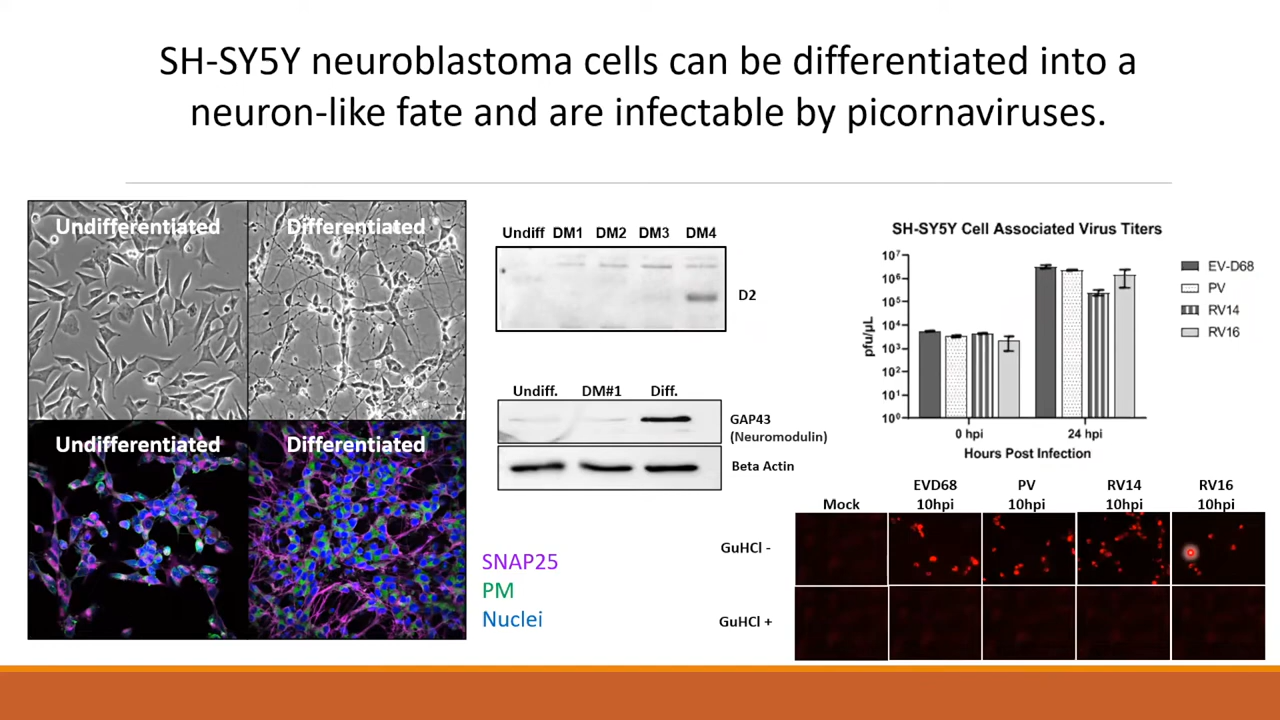 SH-SY5Y neuroblastoma cells can be differentiated into a
neuron-like fate and are infectable by picornaviruses.
Undifferentiated
Differentiated
Undifferentiated
Differentiated
Undiff DM1 DM2 DM3 DM4
D2
Undiff. DM#1 Diff.
GAP43
(Neuromodulin)
Beta Actin
SNAP25
PM
Nuclei
SH-SY5Y Cell Associated Virus Titers
pfu/µL
10⁷
10⁶
10⁵
10⁴
10³
10²
10¹
10⁰
0 hpi
24 hpi
Hours Post Infection
EV-D68
PV
RV14
RV16
Mock
EVD68
10hpi
PV
10hpi
RV14
10hpi
RV16
10hpi
GuHCl -
GuHCl +